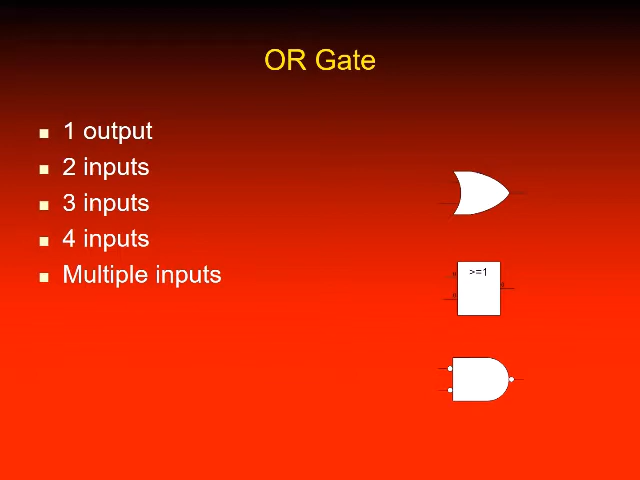 OR Gate
1 output
2 inputs
3 inputs
4 inputs
Multiple inputs
>=1